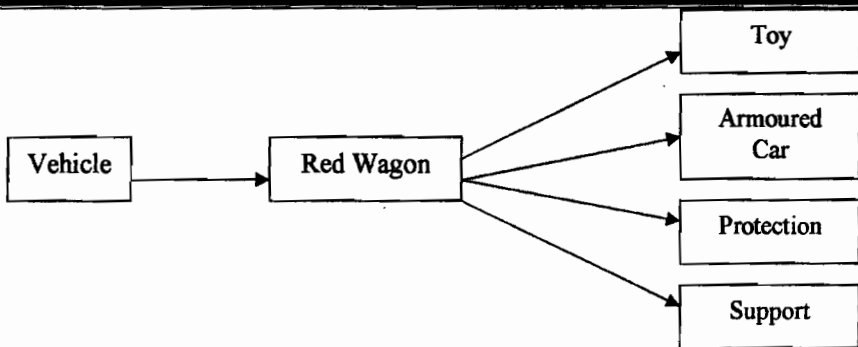 Toy
Armoured
Car
Vehicle
Red Wagon
Protection
Support